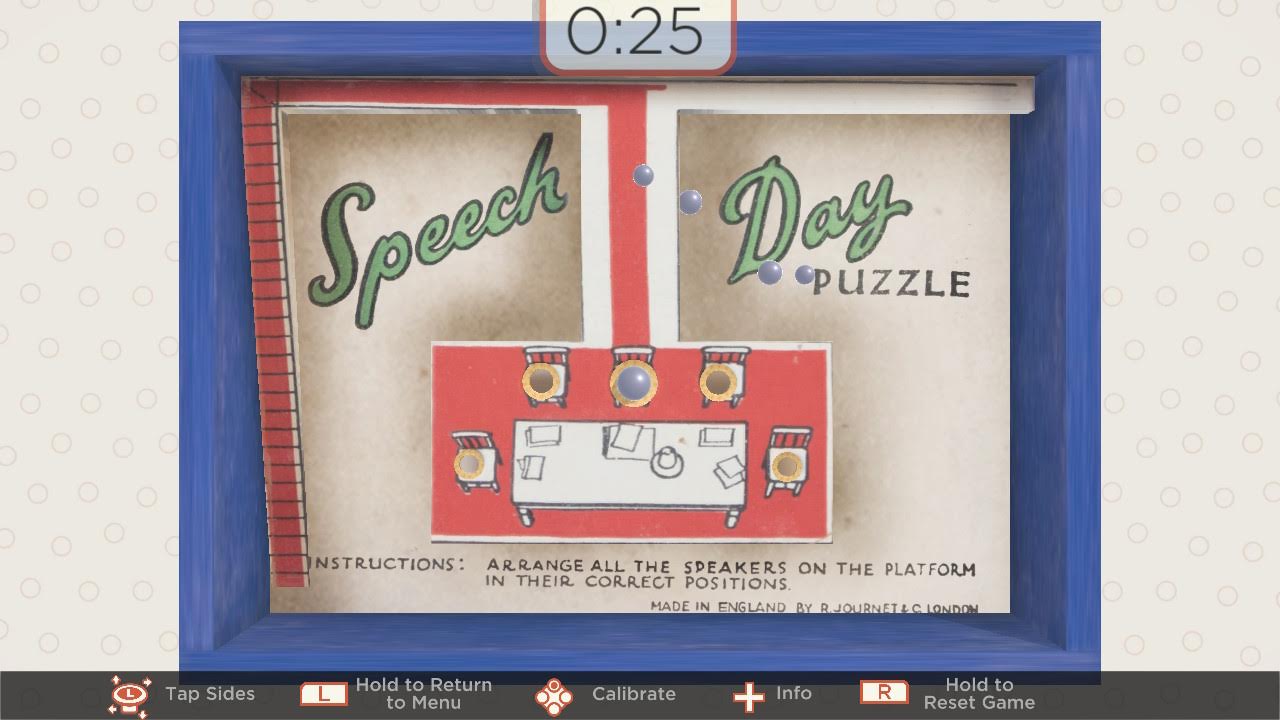 0:25
Speech Day
PUZZLE
INSTRUCTIONS: ARRANGE ALL THE SPEAKERS ON THE PLATFORM
IN THEIR CORRECT POSITIONS.
MADE IN ENGLAND BY R.JOURNET & C. LONDON
L Tap Sides
L Hold to Return
to Menu
Calibrate
Info
R Hold to
Reset Game